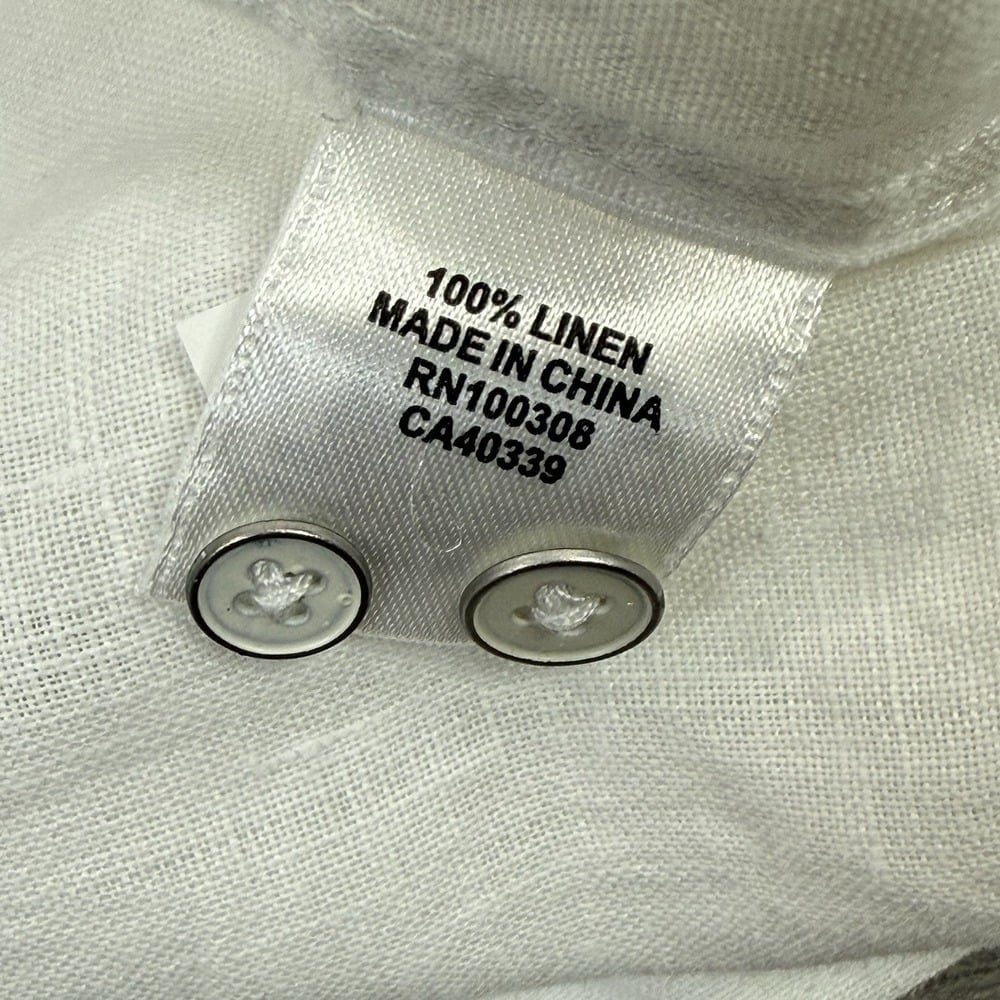 100% LINEN
MADE IN CHINA
RN100308
CA40339